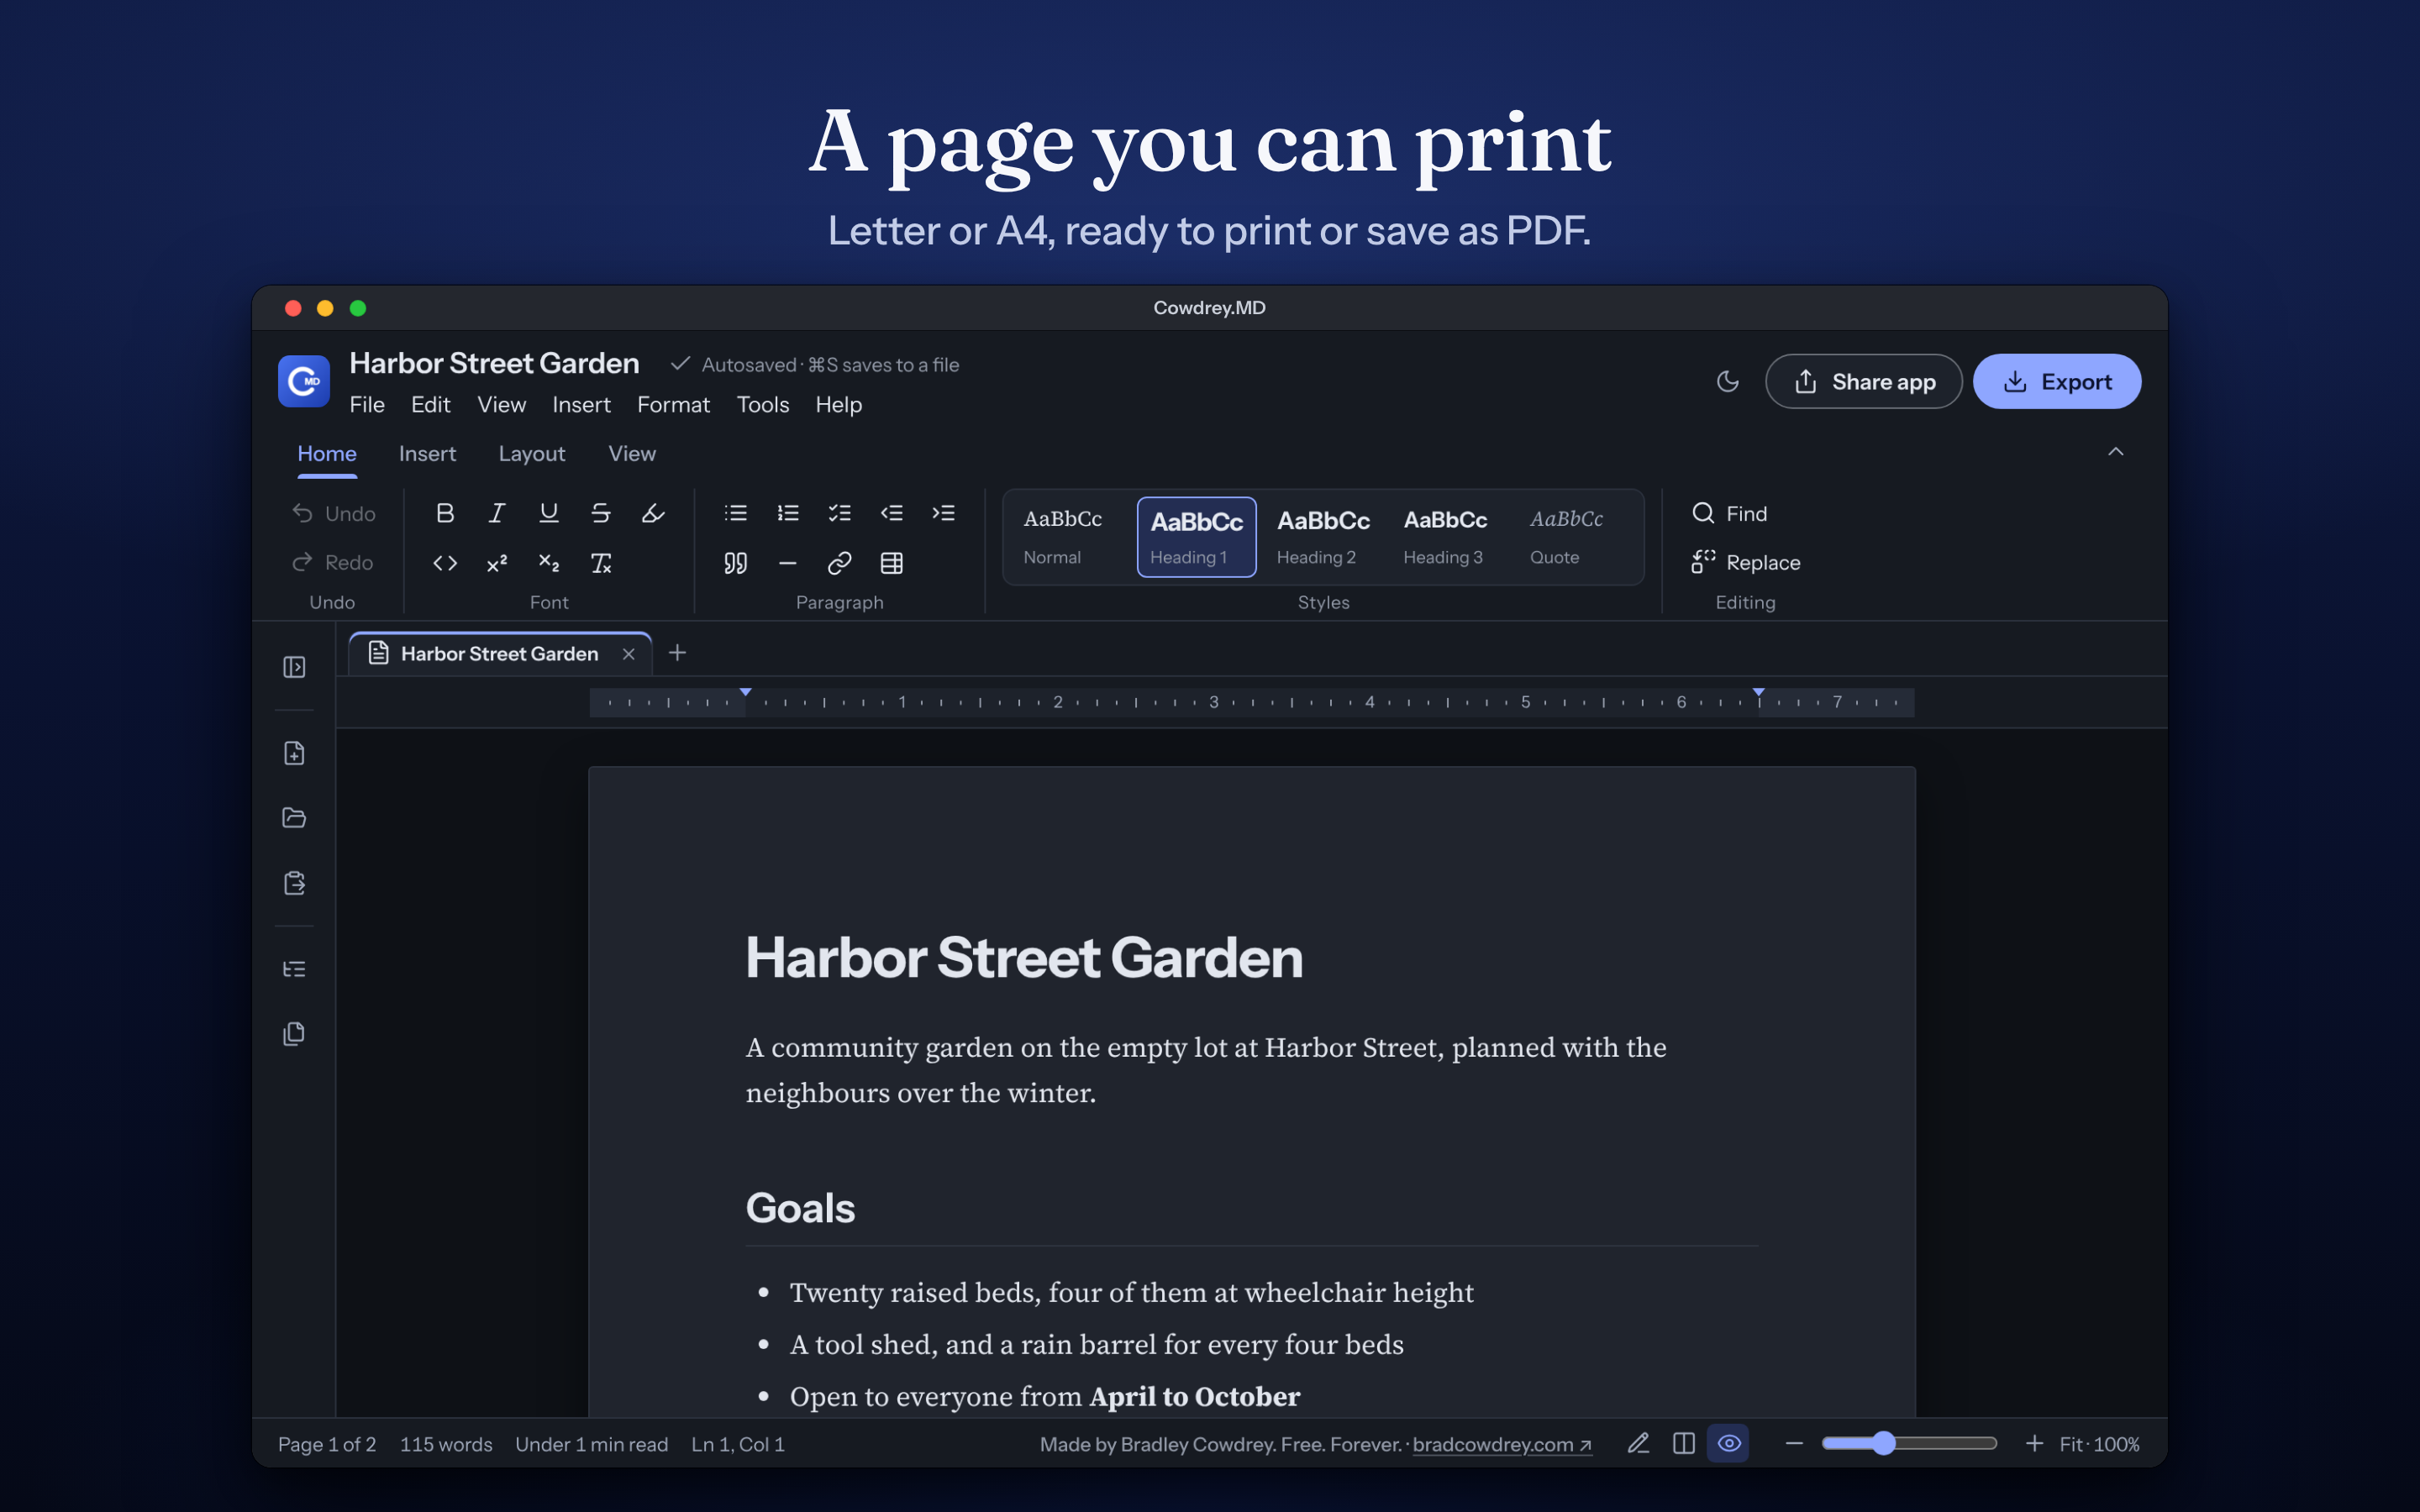 A page you can print
Letter or A4, ready to print or save as PDF.
Cowdrey.MD
MD
Harbor Street Garden
Autosaved · ⌘S saves to a file
File Edit View Insert Format Tools Help
Share app
Export
Home Insert Layout View
Undo
Redo
Undo
Font
Paragraph
AaBbCc AaBbCc AaBbCc AaBbCc AaBbCc
Normal Heading 1 Heading 2 Heading 3 Quote
Styles
Find
Replace
Editing
Harbor Street Garden
1 2 3 4 5 6 7
Harbor Street Garden
A community garden on the empty lot at Harbor Street, planned with the
neighbours over the winter.
Goals
• Twenty raised beds, four of them at wheelchair height
• A tool shed, and a rain barrel for every four beds
• Open to everyone from April to October
Page 1 of 2 115 words Under 1 min read Ln 1, Col 1
Made by Bradley Cowdrey. Free. Forever. · bradcowdrey.com ↗
Fit · 100%